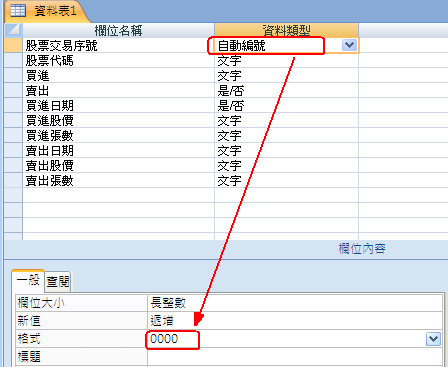 資料表1
欄位名稱 資料類型
股票交易序號 自動編號
股票代碼 文字
買進 是/否
賣出 是/否
買進日期 文字
買進股價 文字
買進張數 文字
賣出日期 文字
賣出股價 文字
賣出張數 文字
欄位內容
一般 查閱
欄位大小 長整數
新值 遞增
格式 0000
標題